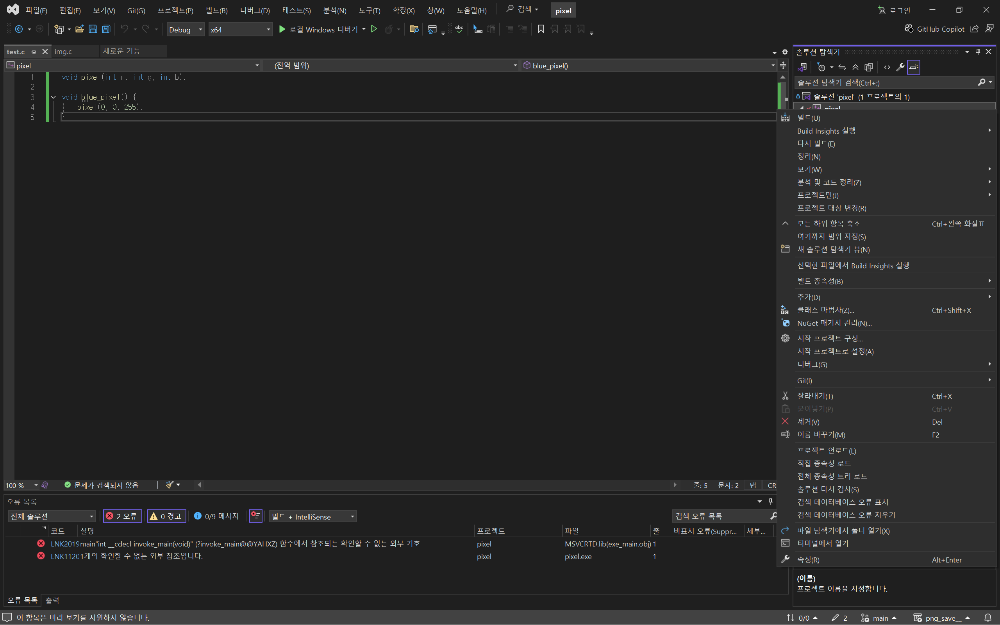 파일(F) 편집(E) 보기(V) Git(G) 프로젝트(P) 빌드(B) 디버그(D) 테스트(S) 분석(N) 도구(T) 확장(X) 창(W) 도움말(H) 검색 pixel 로그인
Debug x64 로컬 Windows 디버거 abc GitHub Copilot
test.c img.c 새로운 기능
pixel (전역 범위) blue_pixel()
1 void pixel(int r, int g, int b);
2
3 void blue_pixel() {
4 pixel(0, 0, 255);
5 }
솔루션 탐색기
솔루션 탐색기 검색(Ctrl+;)
솔루션 'pixel' (1 프로젝트의 1)
pixel
빌드(U)
Build Insights 실행
다시 빌드(E)
정리(N)
보기(W)
분석 및 코드 정리(Z)
프로젝트만(J)
프로젝트 대상 변경(R)
모든 하위 항목 축소 Ctrl+왼쪽 화살표
여기까지 범위 지정(S)
새 솔루션 탐색기 뷰(N)
선택한 파일에서 Build Insights 실행
빌드 종속성(B)
추가(D)
클래스 마법사(Z)... Ctrl+Shift+X
NuGet 패키지 관리(N)...
시작 프로젝트 구성...
시작 프로젝트로 설정(A)
디버그(G)
Git(I)
잘라내기(T) Ctrl+X
붙여넣기(P) Ctrl+V
제거(V) Del
이름 바꾸기(M) F2
프로젝트 언로드(L)
직접 종속성 로드
전체 종속성 트리 로드
솔루션 다시 검사(S)
검색 데이터베이스 오류 표시
검색 데이터베이스 오류 지우기
파일 탐색기에서 폴더 열기(X)
터미널에서 열기
속성(R) Alt+Enter
(이름)
프로젝트 이름을 지정합니다.
100 % 문제가 검색되지 않음 줄: 5 문자: 2 탭 CR
오류 목록
전체 솔루션 2 오류 0 경고 0/9 메시지 빌드 + IntelliSense 검색 오류 목록
코드 설명 프로젝트 파일 줄 비표시 오류(Suppr... 세부...
LNK2019 main"int __cdecl invoke_main(void)" (?invoke_main@@YAHXZ) 함수에서 참조되는 확인할 수 없는 외부 기호 pixel MSVCRTD.lib(exe_main.obj) 1
LNK1120 1개의 확인할 수 없는 외부 참조입니다. pixel pixel.exe 1
오류 목록 출력
이 항목은 미리 보기를 지원하지 않습니다. 0/0 2 main png_save__